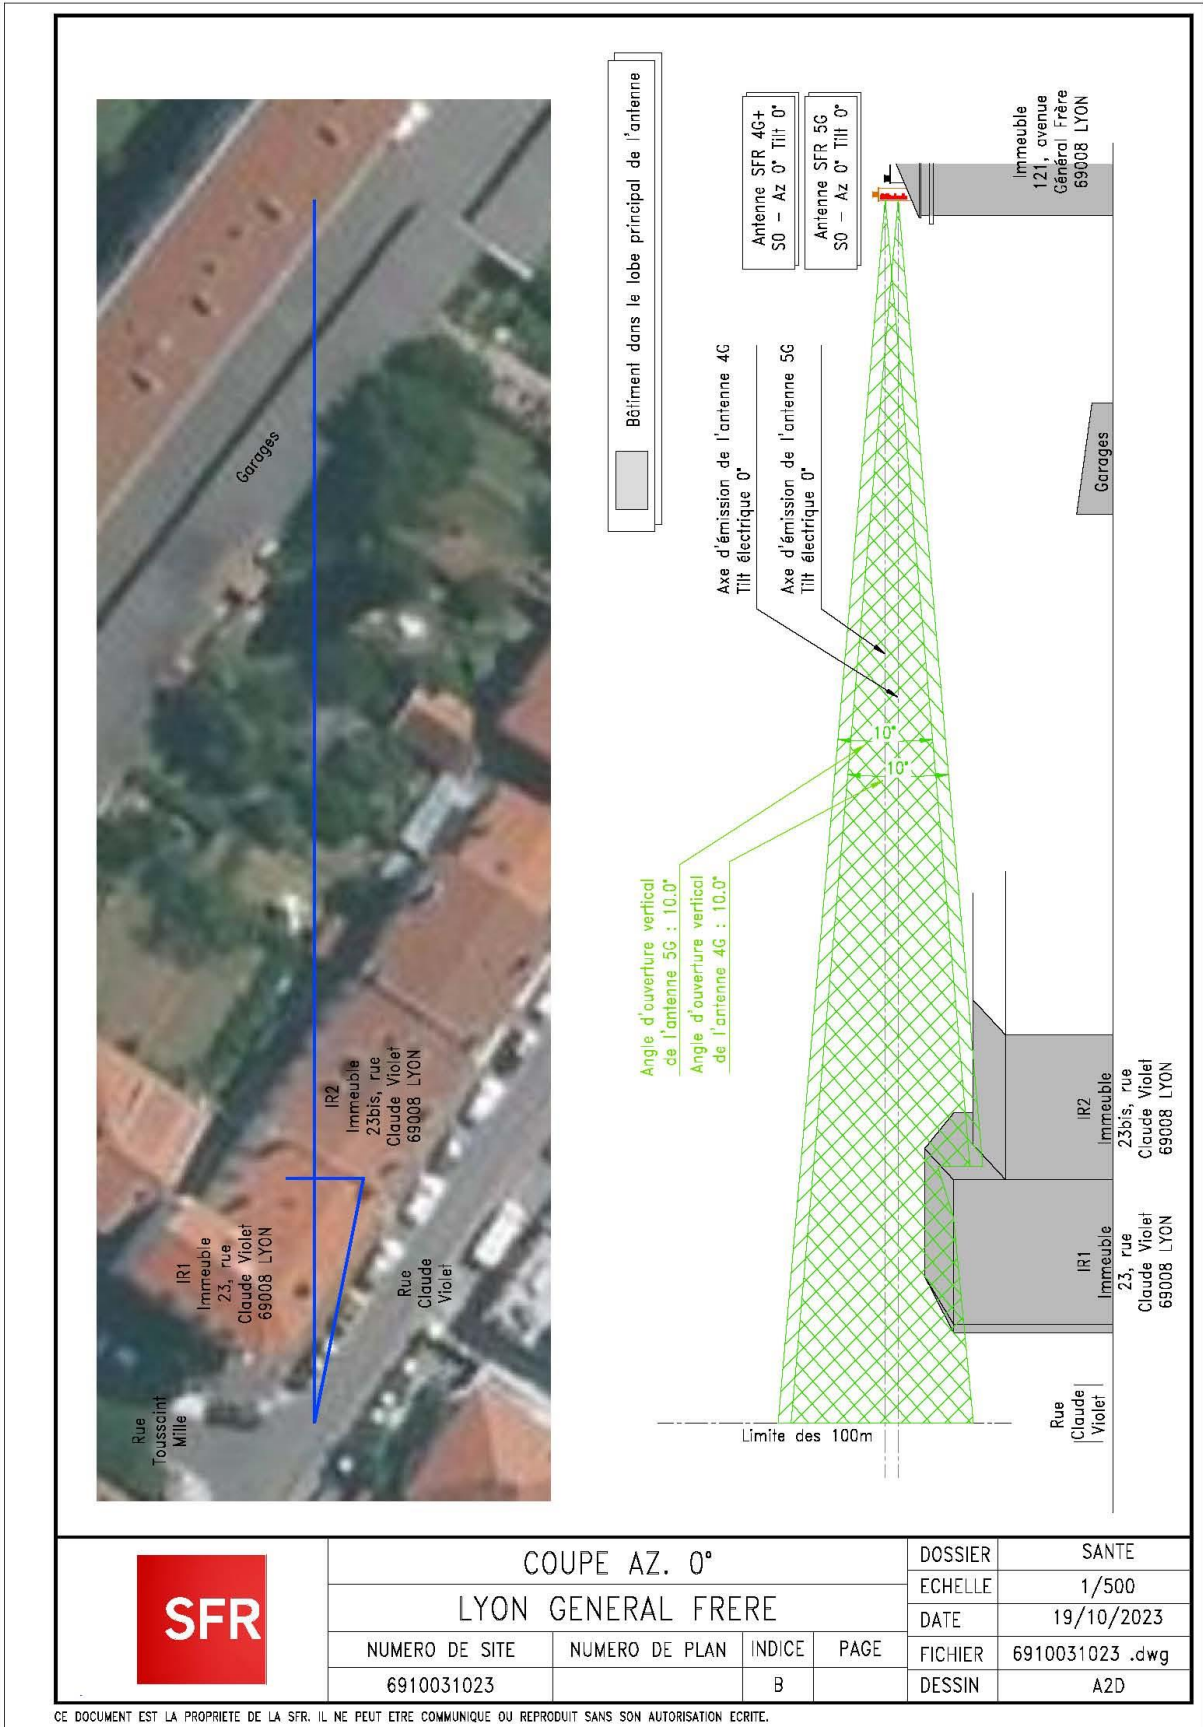 Garages
IR2
Immeuble
23bis, rue
Claude Violet
69008 LYON
IR1
Immeuble
23, rue
Claude Violet
69008 LYON
Rue
Claude
Violet
Rue
Toussaint
Mille
Bâtiment dans le lobe principal de l'antenne
Antenne SFR 4G+
S0 - Az 0° Tilt 0°
Antenne SFR 5G
S0 - Az 0° Tilt 0°
Immeuble
121, avenue
Général Frère
69008 LYON
Axe d'émission de l'antenne 4G
Tilt électrique 0°
Axe d'émission de l'antenne 5G
Tilt électrique 0°
Garages
10°
10°
Angle d'ouverture vertical
de l'antenne 5G : 10.0°
Angle d'ouverture vertical
de l'antenne 4G : 10.0°
IR2
Immeuble
23bis, rue
Claude Violet
69008 LYON
IR1
Immeuble
23, rue
Claude Violet
69008 LYON
Rue
Claude
Violet
Limite des 100m
SFR
COUPE AZ. 0°
LYON GENERAL FRERE
NUMERO DE SITE
NUMERO DE PLAN
INDICE
PAGE
6910031023
B
DOSSIER
SANTE
ECHELLE
1/500
DATE
19/10/2023
FICHIER
6910031023 .dwg
DESSIN
A2D
CE DOCUMENT EST LA PROPRIETE DE LA SFR. IL NE PEUT ETRE COMMUNIQUE OU REPRODUIT SANS SON AUTORISATION ECRITE.